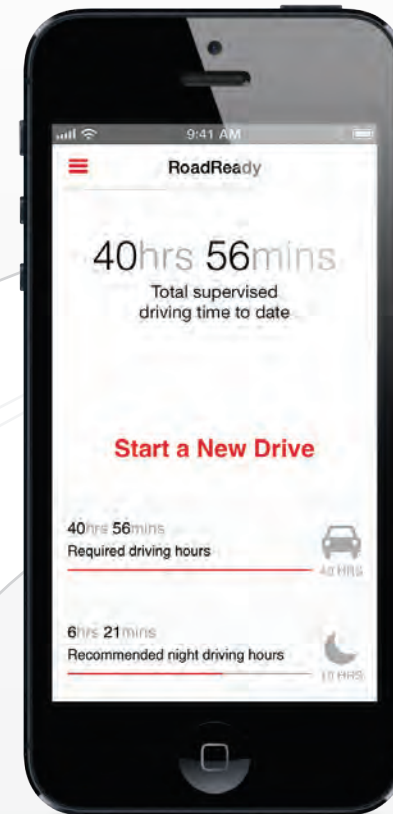 9:41 AM
RoadReady
40hrs 56mins
Total supervised
driving time to date
Start a New Drive
40hrs 56mins
Required driving hours
40 HRS
6hrs 21mins
Recommended night driving hours
10 HRS